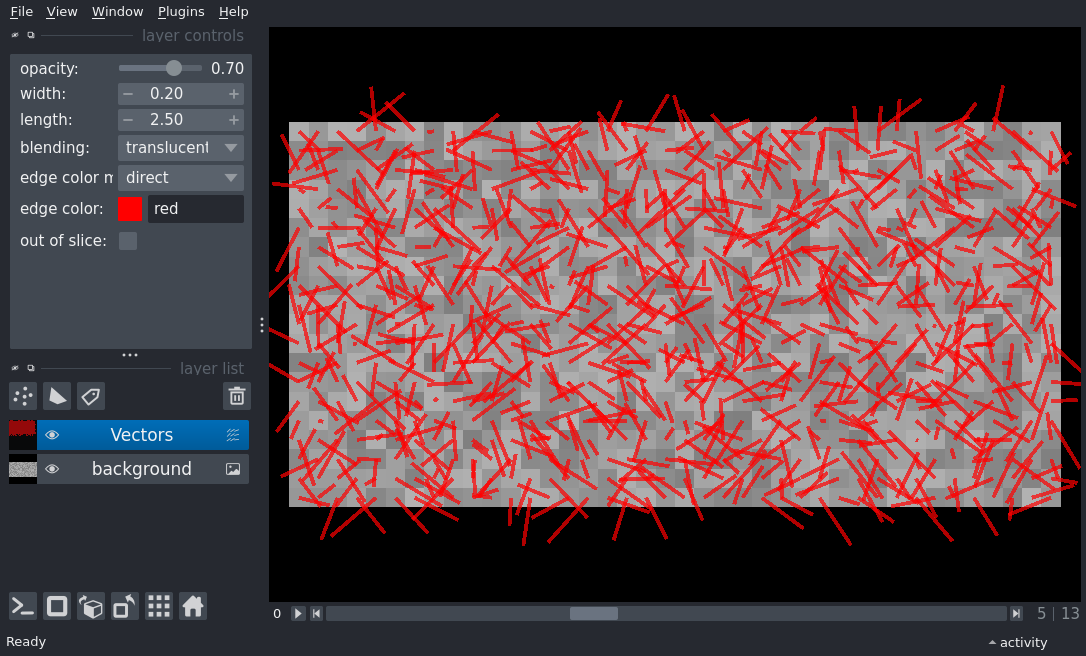 File View Window Plugins Help
layer controls
opacity: 0.70
width: 0.20
length: 2.50
blending: translucent
edge color m direct
edge color: red
out of slice:
layer list
Vectors
background
0 5 13
Ready activity